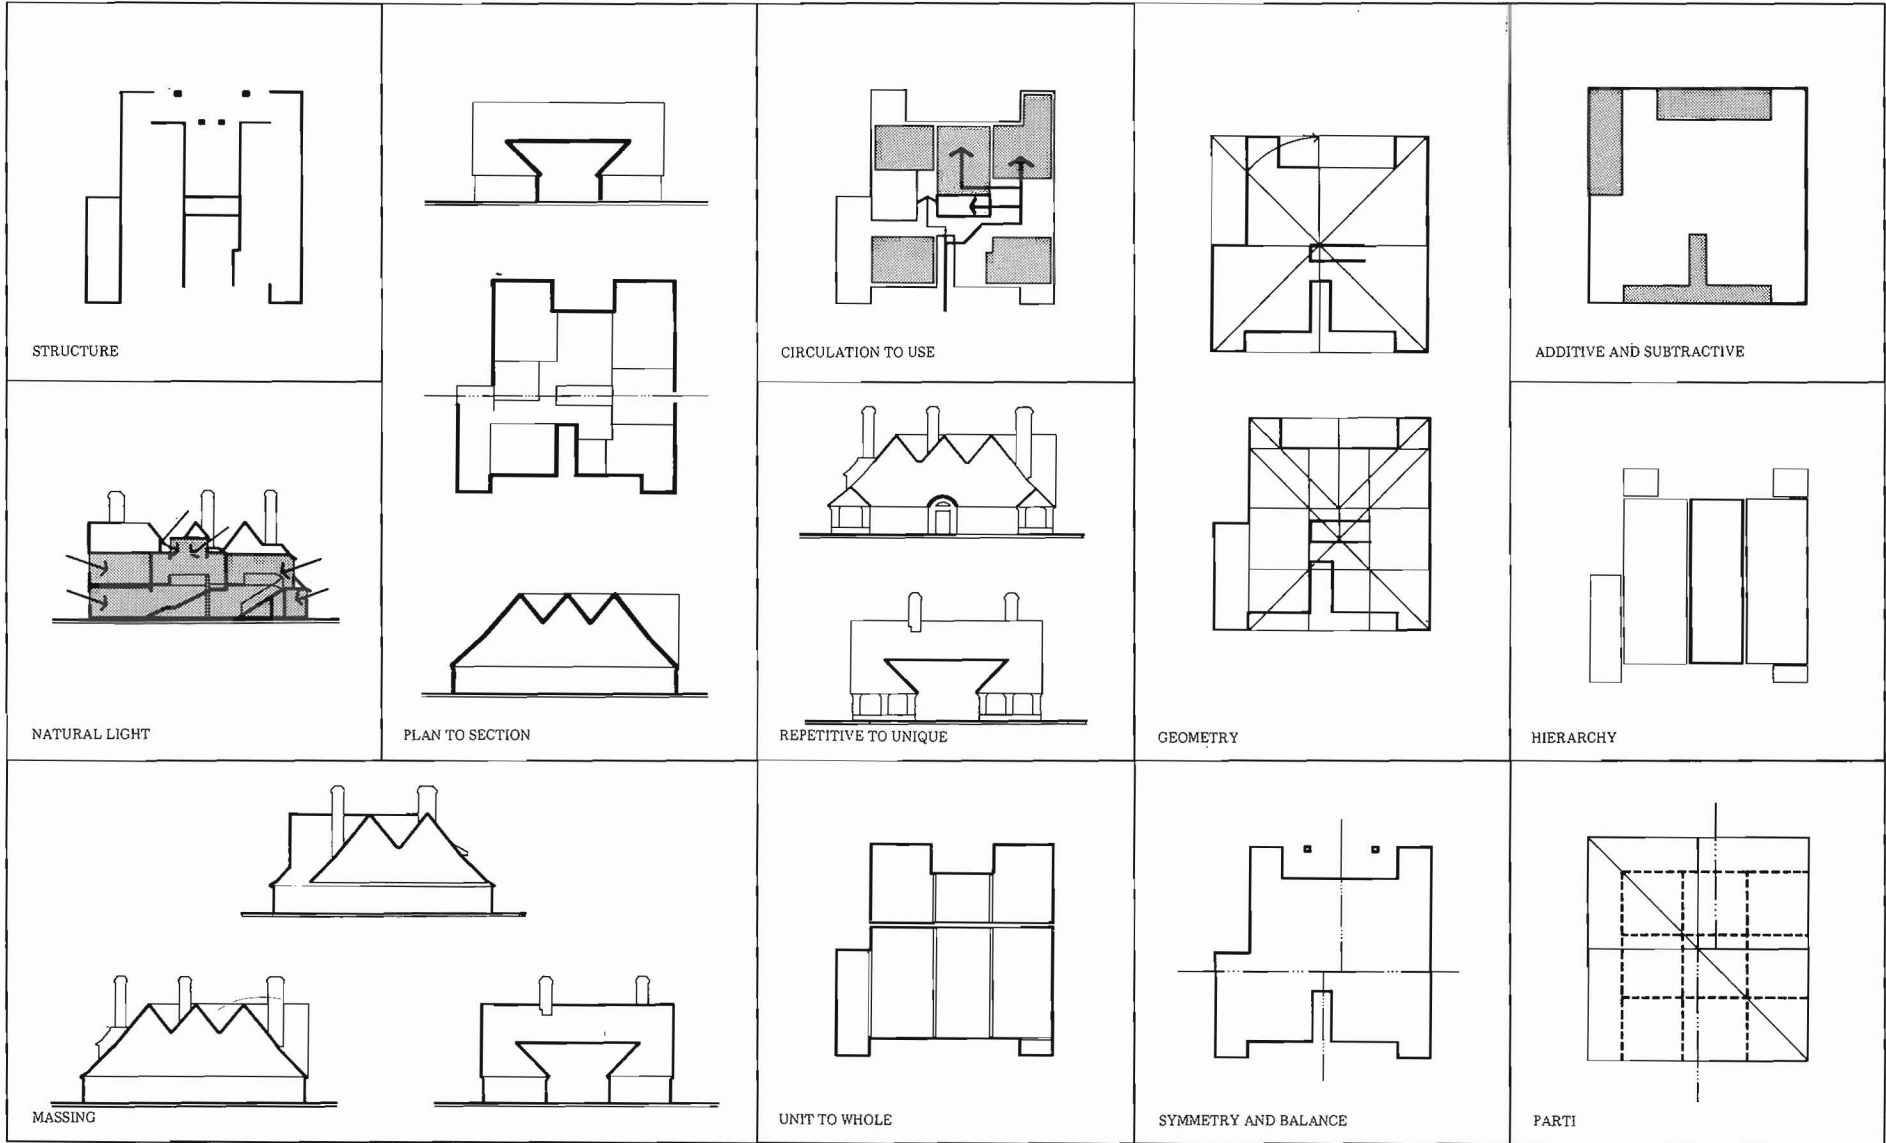 STRUCTURE
CIRCULATION TO USE
ADDITIVE AND SUBTRACTIVE
NATURAL LIGHT
PLAN TO SECTION
REPETITIVE TO UNIQUE
GEOMETRY
HIERARCHY
MASSING
UNIT TO WHOLE
SYMMETRY AND BALANCE
PARTI